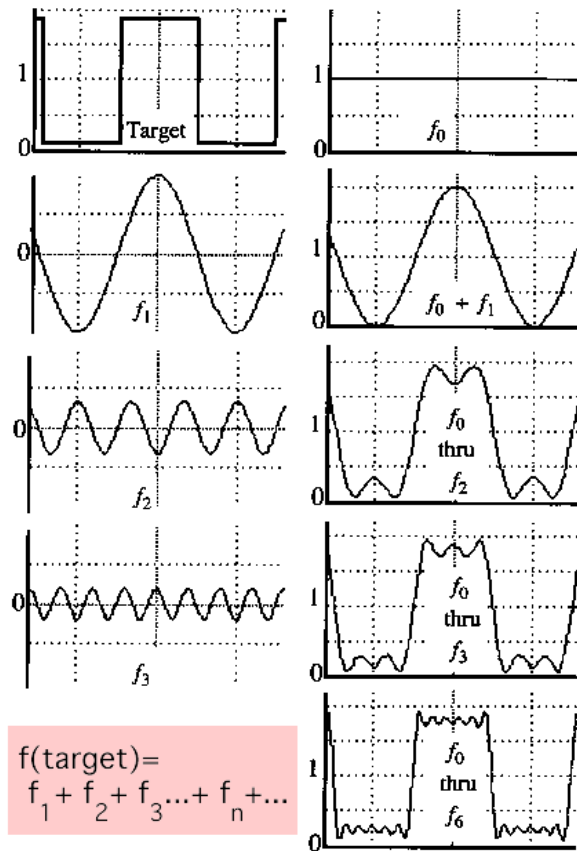 1
0
Target
1
0
f0
0
f1
1
0
f0 + f1
0
f2
1
0
f0
thru
f2
0
f3
1
0
f0
thru
f3
f(target)=
f1 + f2 + f3...+ fn+...
1
0
f0
thru
f6